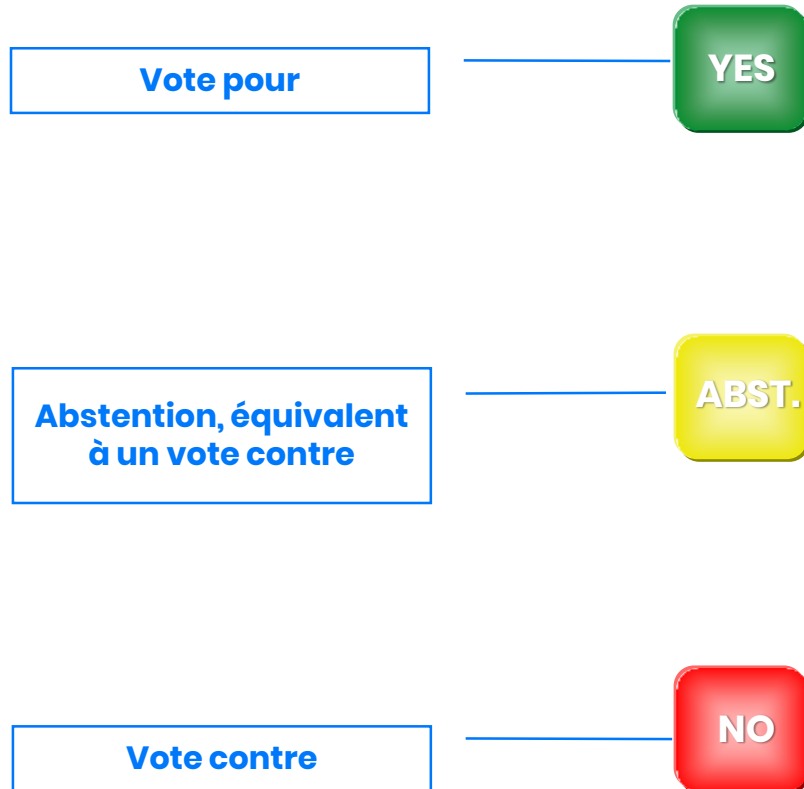 Vote pour
YES
Abstention, équivalent
à un vote contre
ABST.
Vote contre
NO